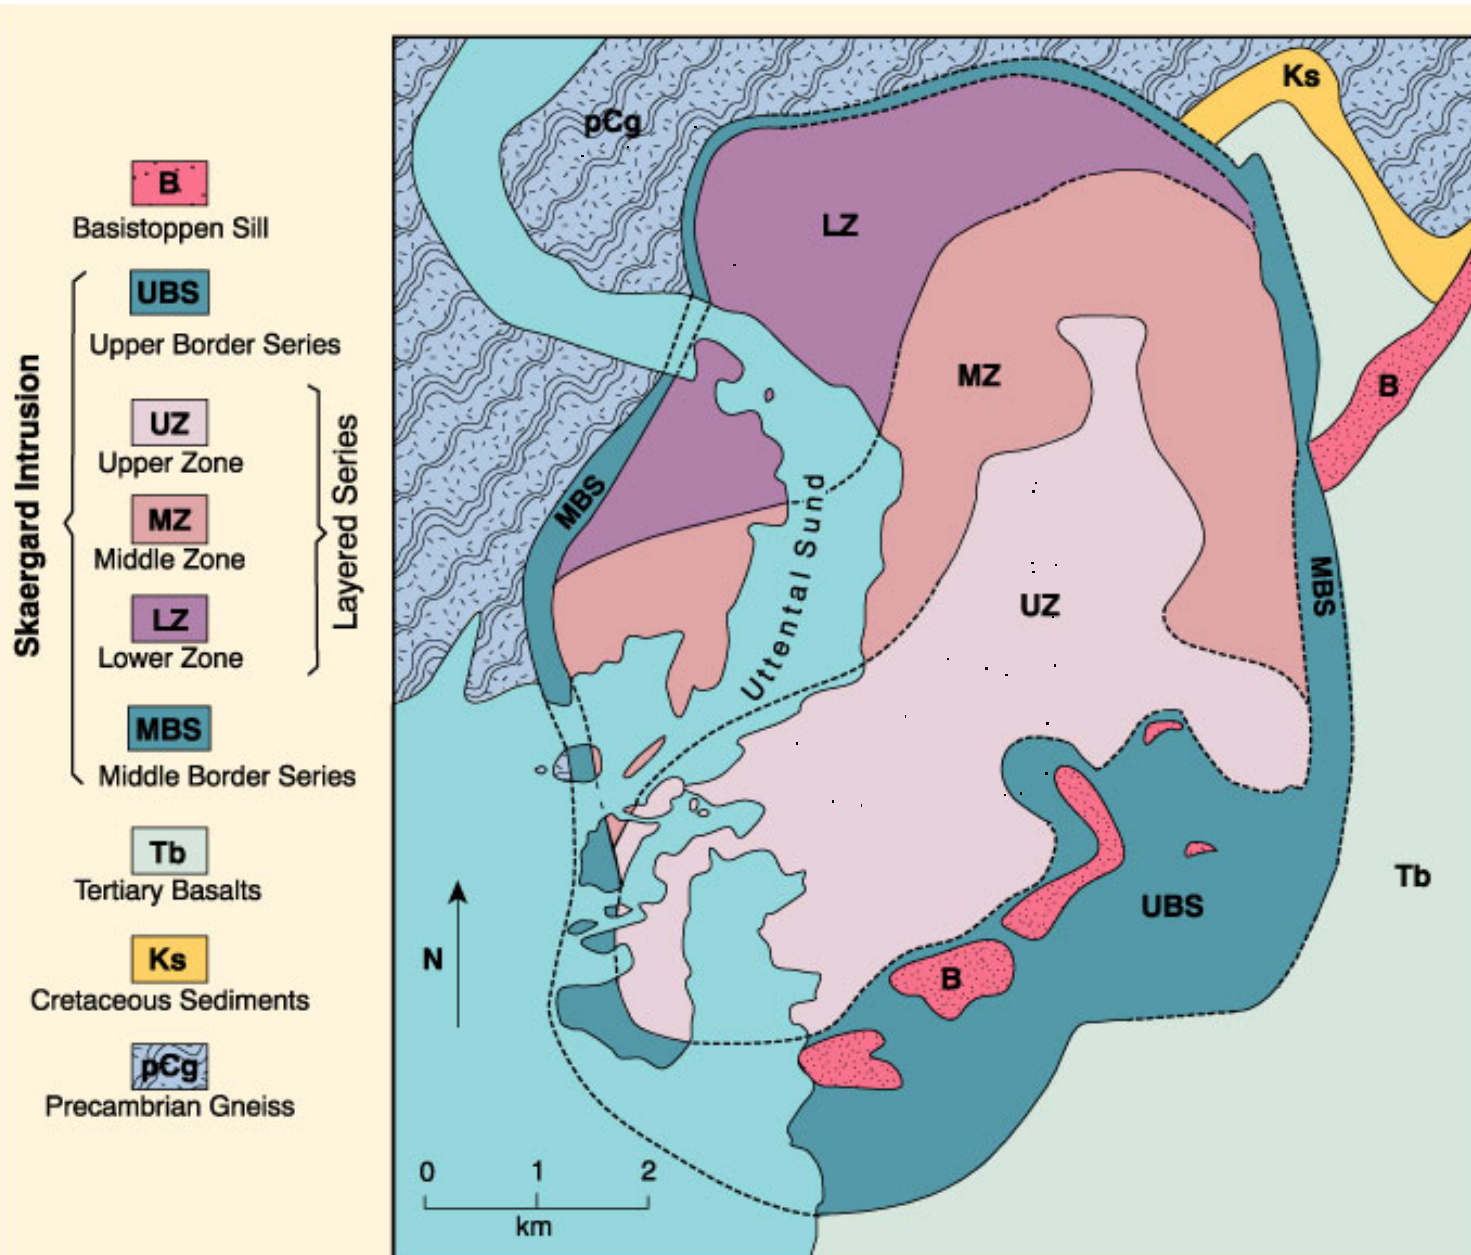 B
Basistoppen Sill
UBS
Upper Border Series
UZ
Upper Zone
MZ
Middle Zone
LZ
Lower Zone
MBS
Middle Border Series
Skaergard Intrusion
Layered Series
Tb
Tertiary Basalts
Ks
Cretaceous Sediments
pЄg
Precambrian Gneiss
N
0 1 2
km
pЄg
Ks
LZ
MZ
B
MBS
Uttental Sund
UZ
MBS
Tb
UBS
B